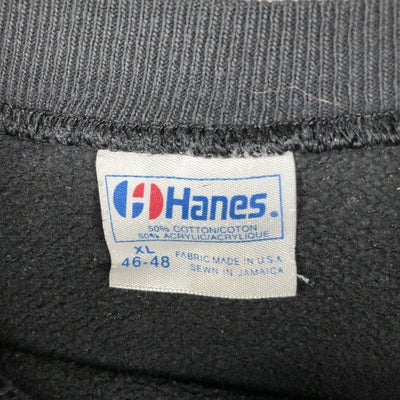 Hanes.
50% COTTON/COTON
50% ACRYLIC/ACRYLIQUE
XL
46-48
FABRIC MADE IN U.S.A
SEWN IN JAMAICA